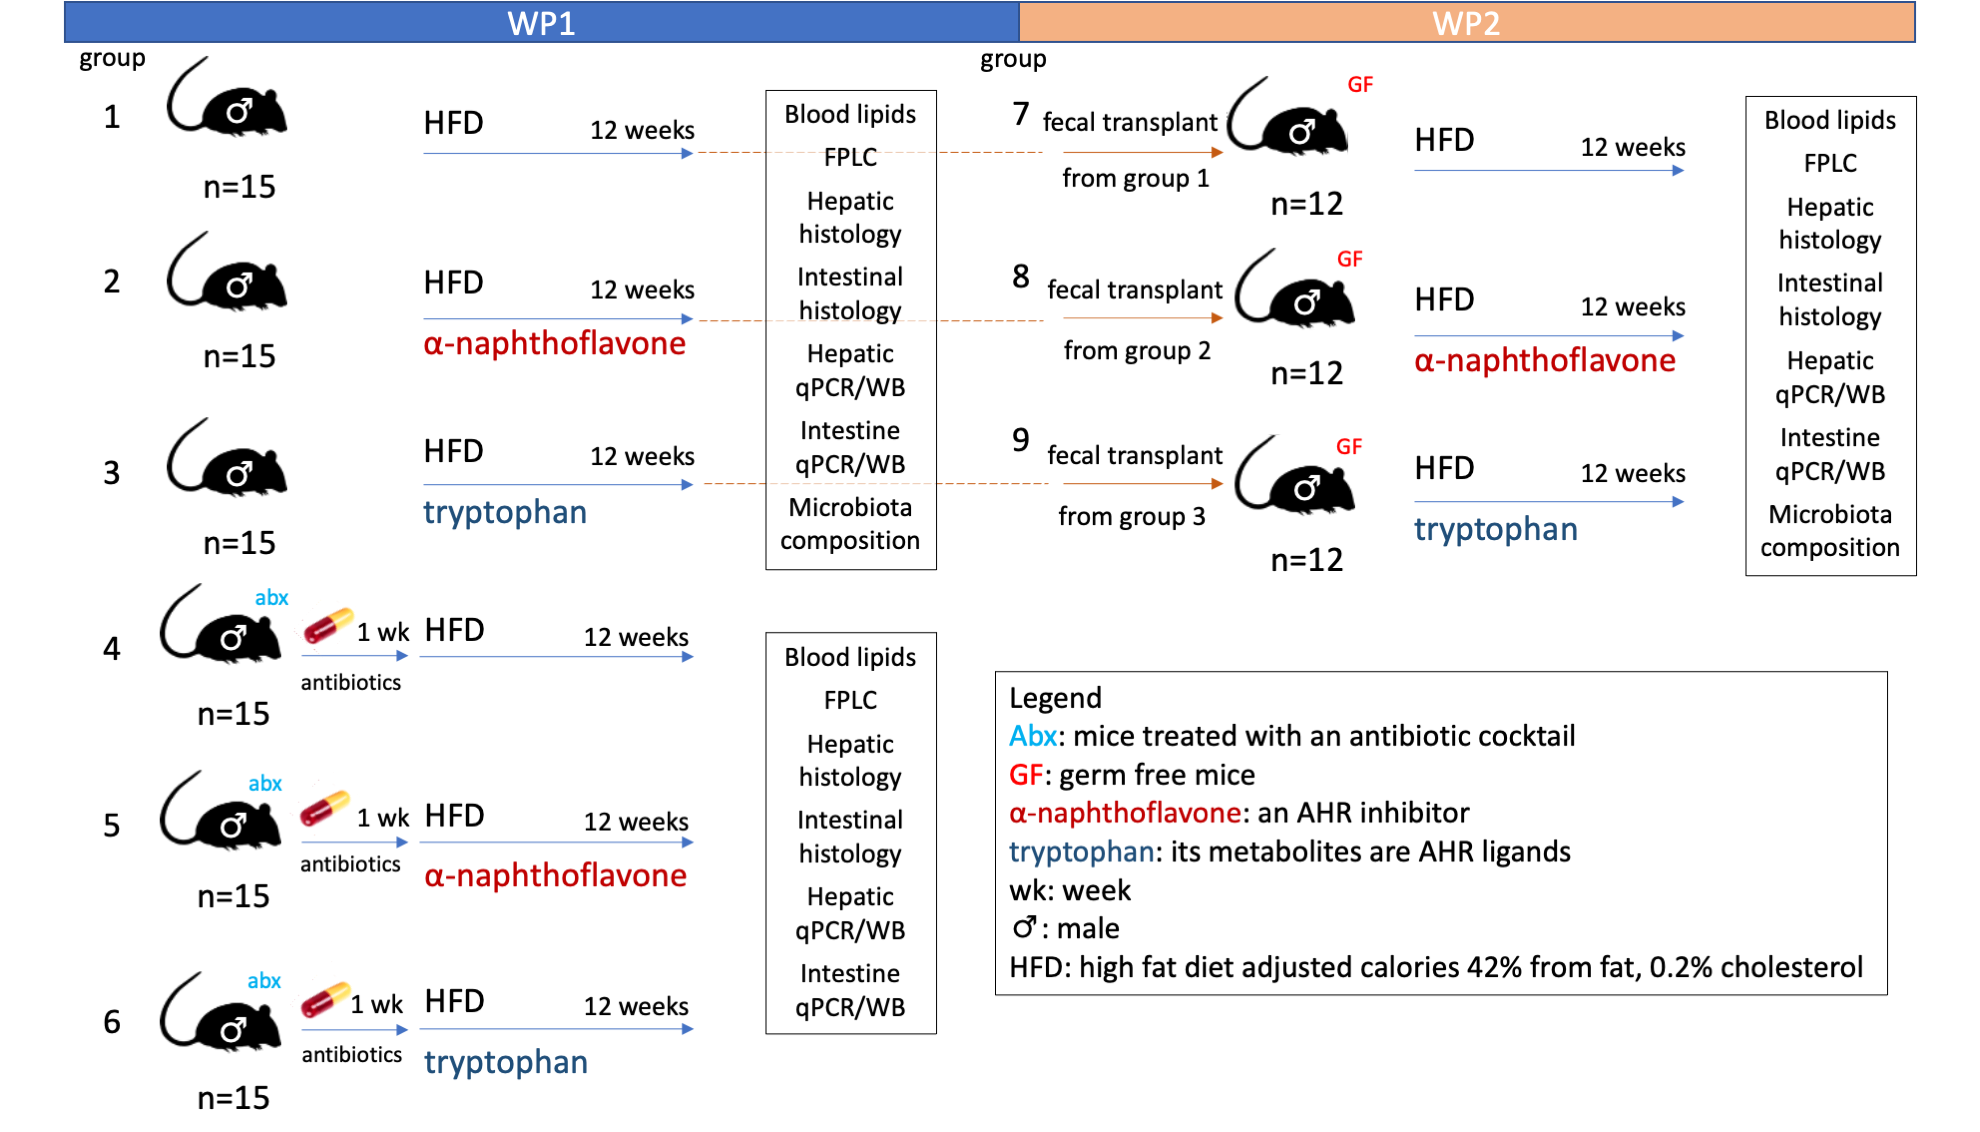 WP1
WP2
group
1
♂
n=15
HFD
12 weeks
2
♂
n=15
HFD
12 weeks
α-naphthoflavone
3
♂
n=15
HFD
12 weeks
tryptophan
Blood lipids
FPLC
Hepatic
histology
Intestinal
histology
Hepatic
qPCR/WB
Intestine
qPCR/WB
Microbiota
composition
4
abx
♂
n=15
1 wk
antibiotics
HFD
12 weeks
5
abx
♂
n=15
1 wk
antibiotics
HFD
12 weeks
α-naphthoflavone
6
abx
♂
n=15
1 wk
antibiotics
HFD
12 weeks
tryptophan
Blood lipids
FPLC
Hepatic
histology
Intestinal
histology
Hepatic
qPCR/WB
Intestine
qPCR/WB
group
7
fecal transplant
from group 1
GF
♂
n=12
HFD
12 weeks
8
fecal transplant
from group 2
GF
♂
n=12
HFD
12 weeks
α-naphthoflavone
9
fecal transplant
from group 3
GF
♂
n=12
HFD
12 weeks
tryptophan
Blood lipids
FPLC
Hepatic
histology
Intestinal
histology
Hepatic
qPCR/WB
Intestine
qPCR/WB
Microbiota
composition
Legend
Abx: mice treated with an antibiotic cocktail
GF: germ free mice
α-naphthoflavone: an AHR inhibitor
tryptophan: its metabolites are AHR ligands
wk: week
♂: male
HFD: high fat diet adjusted calories 42% from fat, 0.2% cholesterol